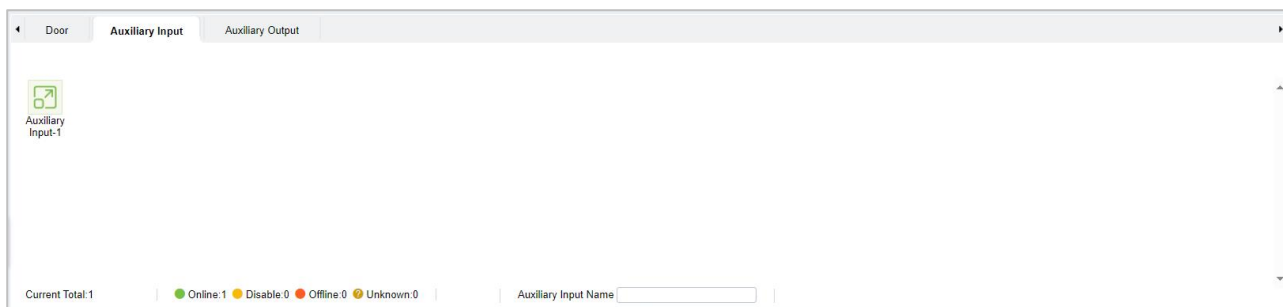 Door Auxiliary Input Auxiliary Output
Auxiliary
Input-1
Current Total:1 Online:1 Disable:0 Offline:0 ? Unknown:0 Auxiliary Input Name